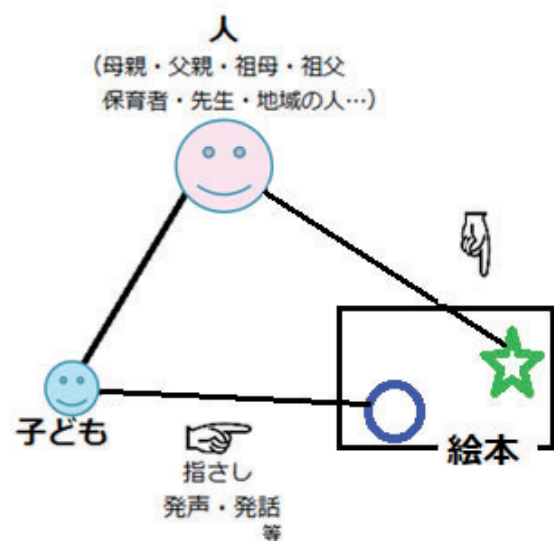 人
（母親・父親・祖母・祖父
保育者・先生・地域の人…）
子ども
指さし
発声・発話
等
絵本